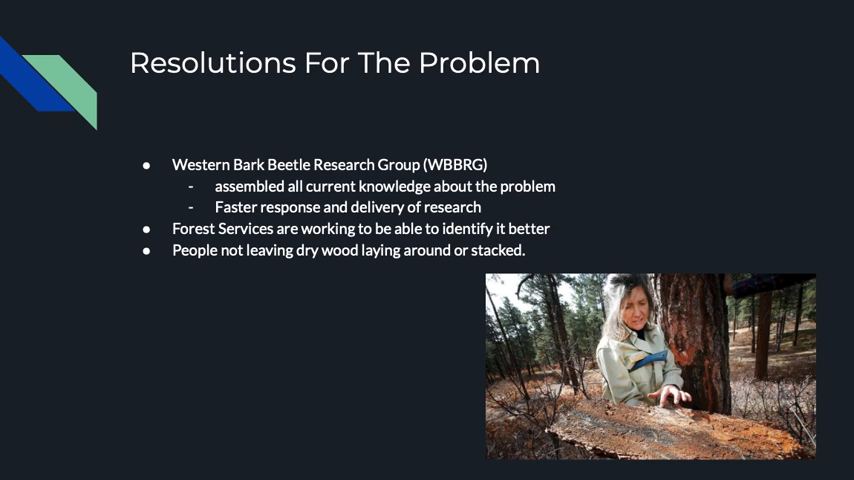 Resolutions For The Problem
● Western Bark Beetle Research Group (WBBRG)
- assembled all current knowledge about the problem
- Faster response and delivery of research
● Forest Services are working to be able to identify it better
● People not leaving dry wood laying around or stacked.